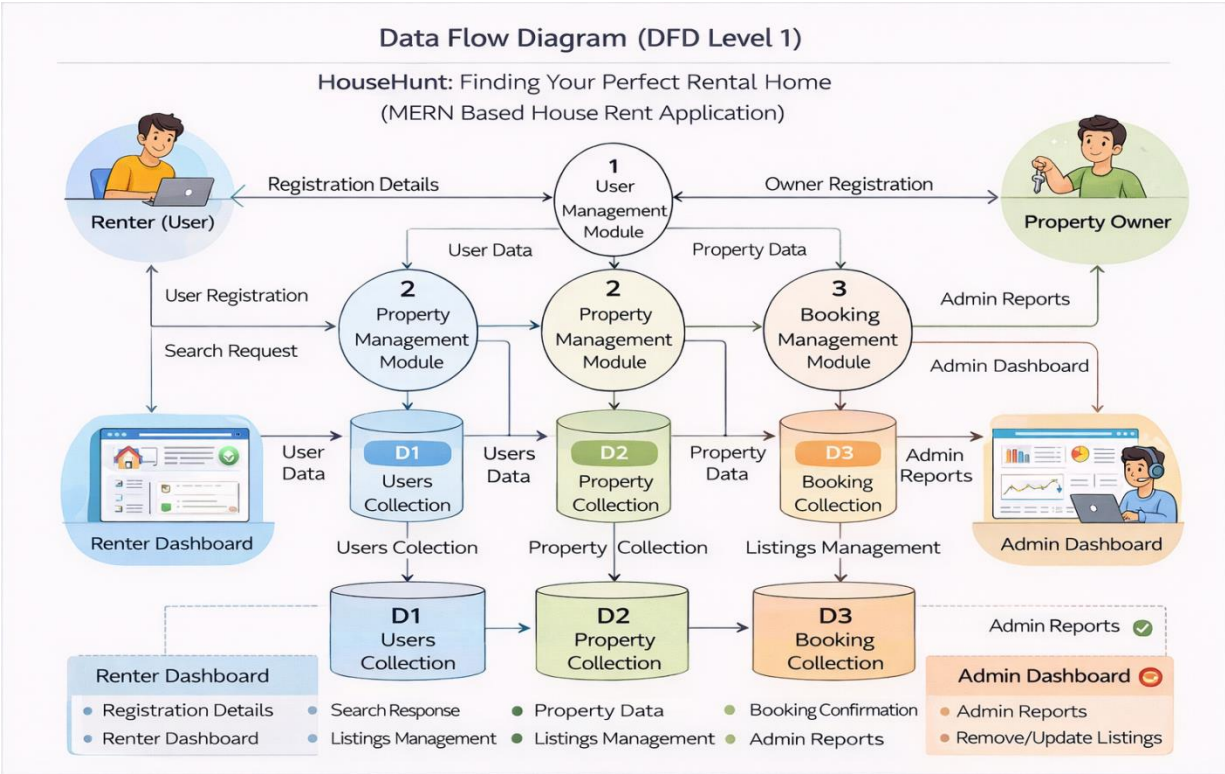 Data Flow Diagram (DFD Level 1)
HouseHunt: Finding Your Perfect Rental Home
(MERN Based House Rent Application)
Renter (User)
Registration Details
1
User
Management
Module
Owner Registration
Property Owner
User Data
Property Data
User Registration
Search Request
2
Property
Management
Module
2
Property
Management
Module
3
Booking
Management
Module
Admin Reports
Admin Dashboard
Renter Dashboard
User
Data
D1
Users
Collection
Users
Data
D2
Property
Collection
Property
Data
D3
Booking
Collection
Admin
Reports
Admin Dashboard
Users Colection
Property Collection
Listings Management
D1
Users
Collection
D2
Property
Collection
D3
Booking
Collection
Admin Reports
Renter Dashboard
Registration Details
Renter Dashboard
Search Response
Listings Management
Property Data
Listings Management
Booking Confirmation
Admin Reports
Admin Dashboard
Admin Reports
Remove/Update Listings